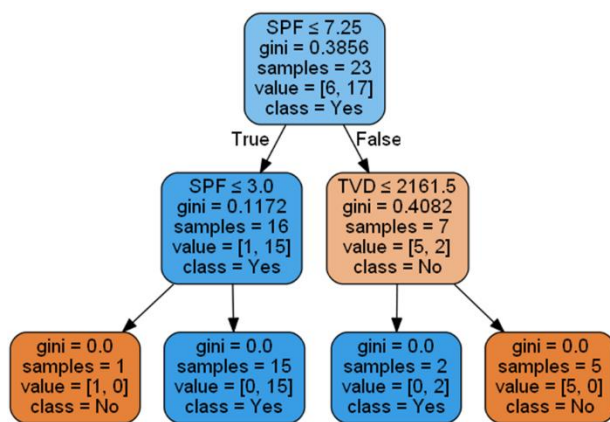 SPF ≤ 7.25
gini = 0.3856
samples = 23
value = [6, 17]
class = Yes
True
False
SPF ≤ 3.0
gini = 0.1172
samples = 16
value = [1, 15]
class = Yes
TVD ≤ 2161.5
gini = 0.4082
samples = 7
value = [5, 2]
class = No
gini = 0.0
samples = 1
value = [1, 0]
class = No
gini = 0.0
samples = 15
value = [0, 15]
class = Yes
gini = 0.0
samples = 2
value = [0, 2]
class = Yes
gini = 0.0
samples = 5
value = [5, 0]
class = No